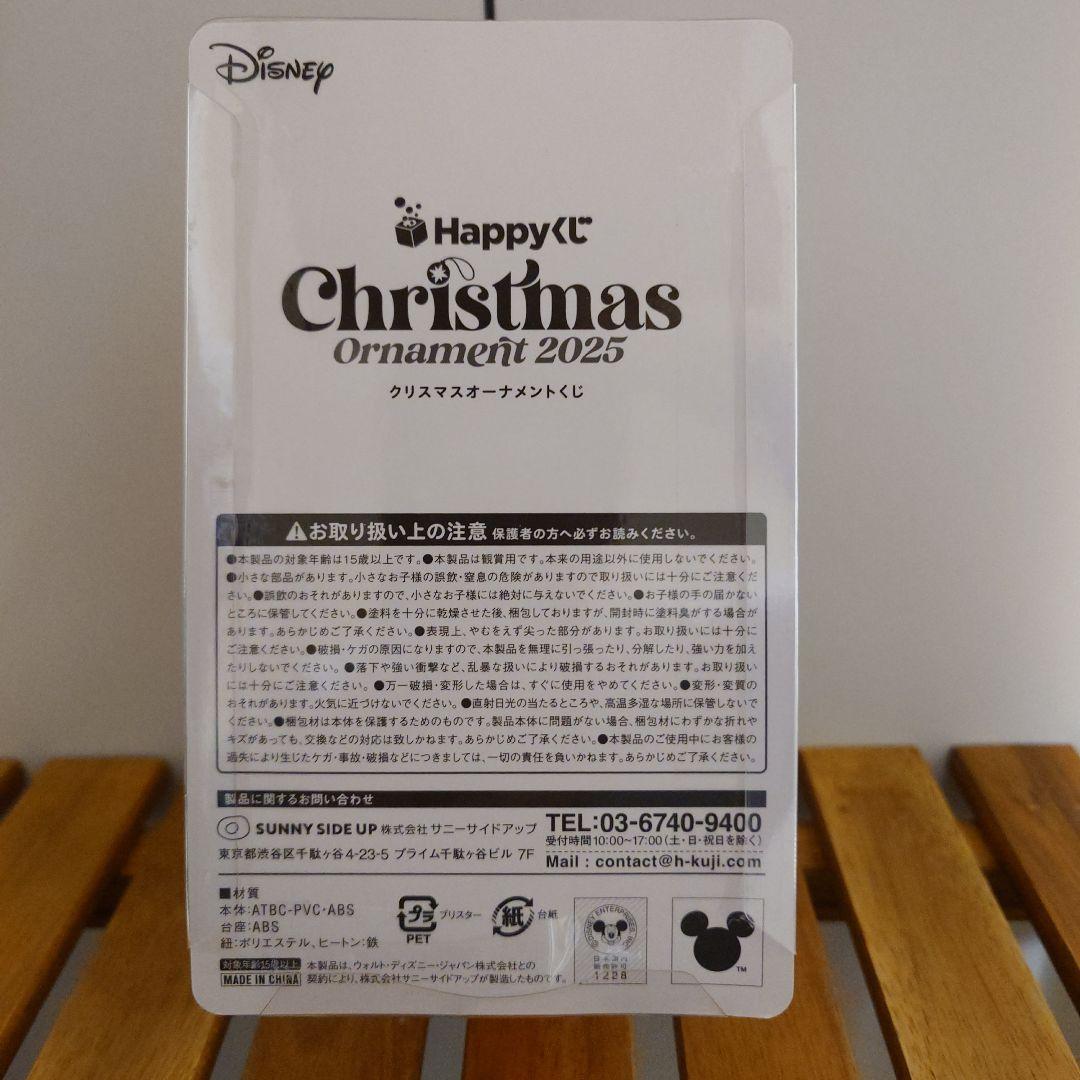 Disney
Happyくじ
Christmas
Ornament 2025
クリスマスオーナメントくじ
お取り扱い上の注意 保護者の方へ必ずお読みください。
●本製品の対象年齢は15歳以上です。●本製品は観賞用です。本来の用途以外に使用しないでください。
●小さな部品があります。小さなお子様の誤飲・窒息の危険がありますので取り扱いには十分にご注意くだ
さい。●誤飲のおそれがありますので、小さなお子様には絶対に与えないでください。●お子様の手の届かない
ところに保管してください。●塗料を十分に乾燥させた後、梱包しておりますが、開封時に塗料臭がする場合が
あります。あらかじめご了承ください。●表現上、やむをえず尖った部分があります。お取り扱いには十分に
ご注意ください。●破損・ケガの原因になりますので、本製品を無理に引っ張ったり、分解したり、強い力を加え
たりしないでください。●落下や強い衝撃など、乱暴な扱いにより破損するおそれがあります。お取り扱い
には十分にご注意ください。●万一破損・変形した場合は、すぐに使用をやめてください。●変形・変質の
おそれがあります。火気に近づけないでください。●直射日光の当たるところや、高温多湿な場所に保管しないで
ください。●梱包材は本体を保護するためのものです。製品本体に問題がない場合、梱包材にわずかな折れや
キズがあっても、交換などの対応は致しかねます。あらかじめご了承ください。●本製品のご使用中にお客様の
過失により生じたケガ・事故・破損などにつきましては、一切の責任を負いかねます。あらかじめご了承ください。
製品に関するお問い合わせ
SUNNY SIDE UP 株式会社 サニーサイドアップ
東京都渋谷区千駄ヶ谷4-23-5 プライム千駄ヶ谷ビル 7F
TEL:03-6740-9400
受付時間10:00~17:00(土・日・祝日を除く)
Mail : contact@h-kuji.com
■材質
本体:ATBC-PVC・ABS
台座:ABS
紐:ポリエステル、ヒートン:鉄
プラ ブリスター
PET
紙 台紙
対象年齢15歳以上
MADE IN CHINA
本製品は、ウォルト・ディズニー・ジャパン株式会社との
契約により、株式会社サニーサイドアップが製造したものです。
©DISNEY ENTERPRISES, INC.
1228
TM